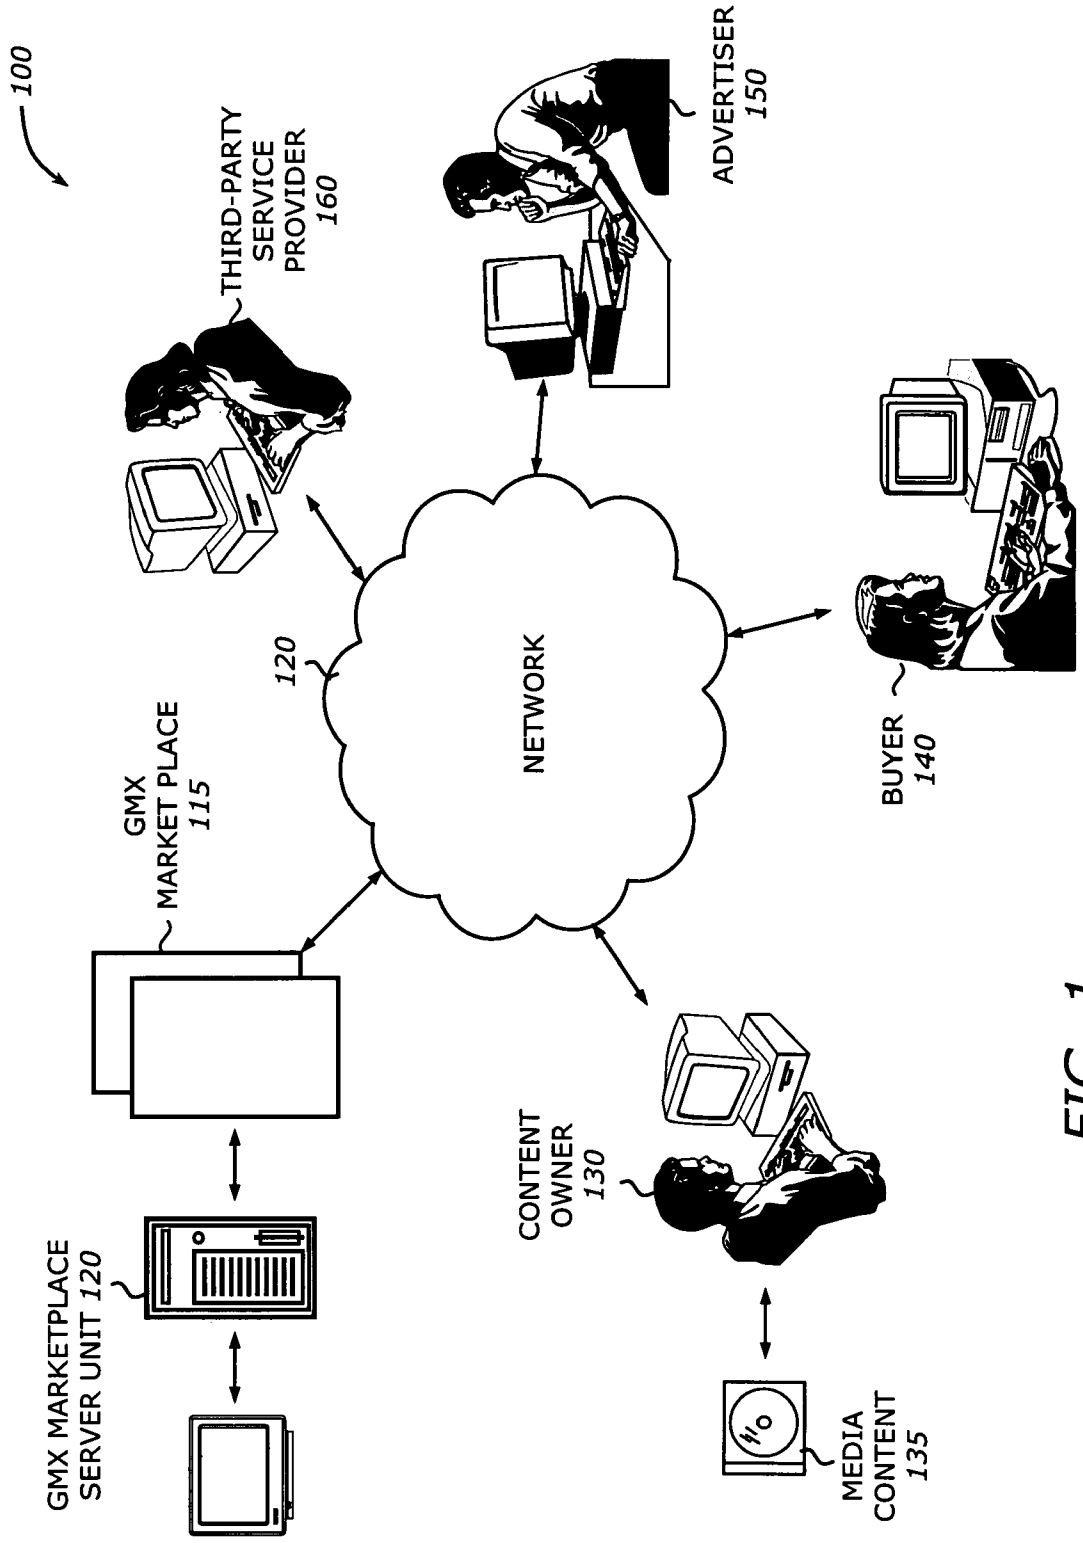 100
GMX MARKETPLACE
SERVER UNIT 120
GMX
MARKET PLACE
115
THIRD-PARTY
SERVICE
PROVIDER
160
120
NETWORK
CONTENT
OWNER
130
ADVERTISER
150
MEDIA
CONTENT
135
BUYER
140
FIG. 1